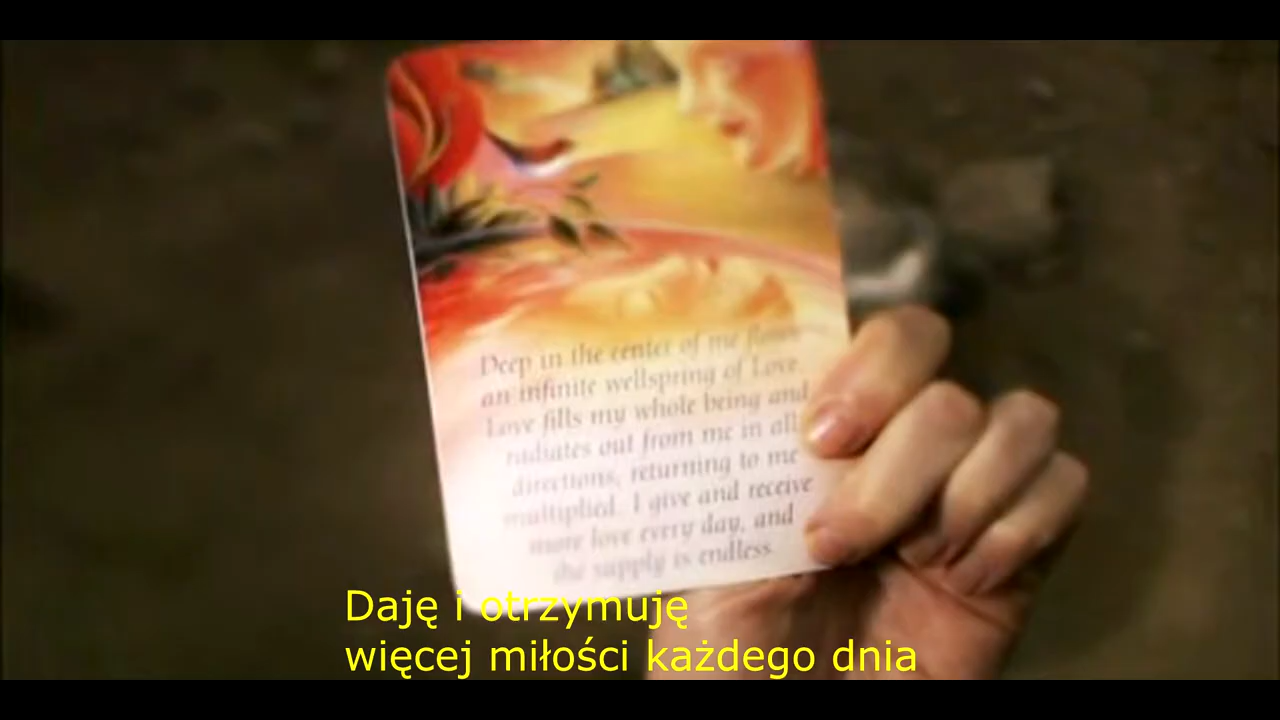 Deep in the center of me flows
an infinite wellspring of Love.
Love fills my whole being and
radiates out from me in all
directions, returning to me
multiplied. I give and receive
more love every day, and
the supply is endless.
Daję i otrzymuję
więcej miłości każdego dnia